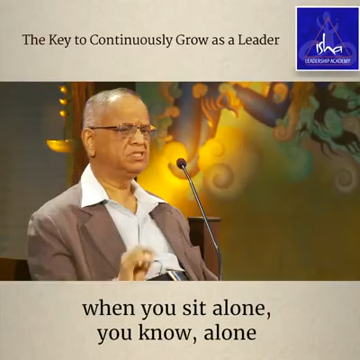 The Key to Continuously Grow as a Leader
isha
LEADERSHIP ACADEMY
when you sit alone,
you know, alone